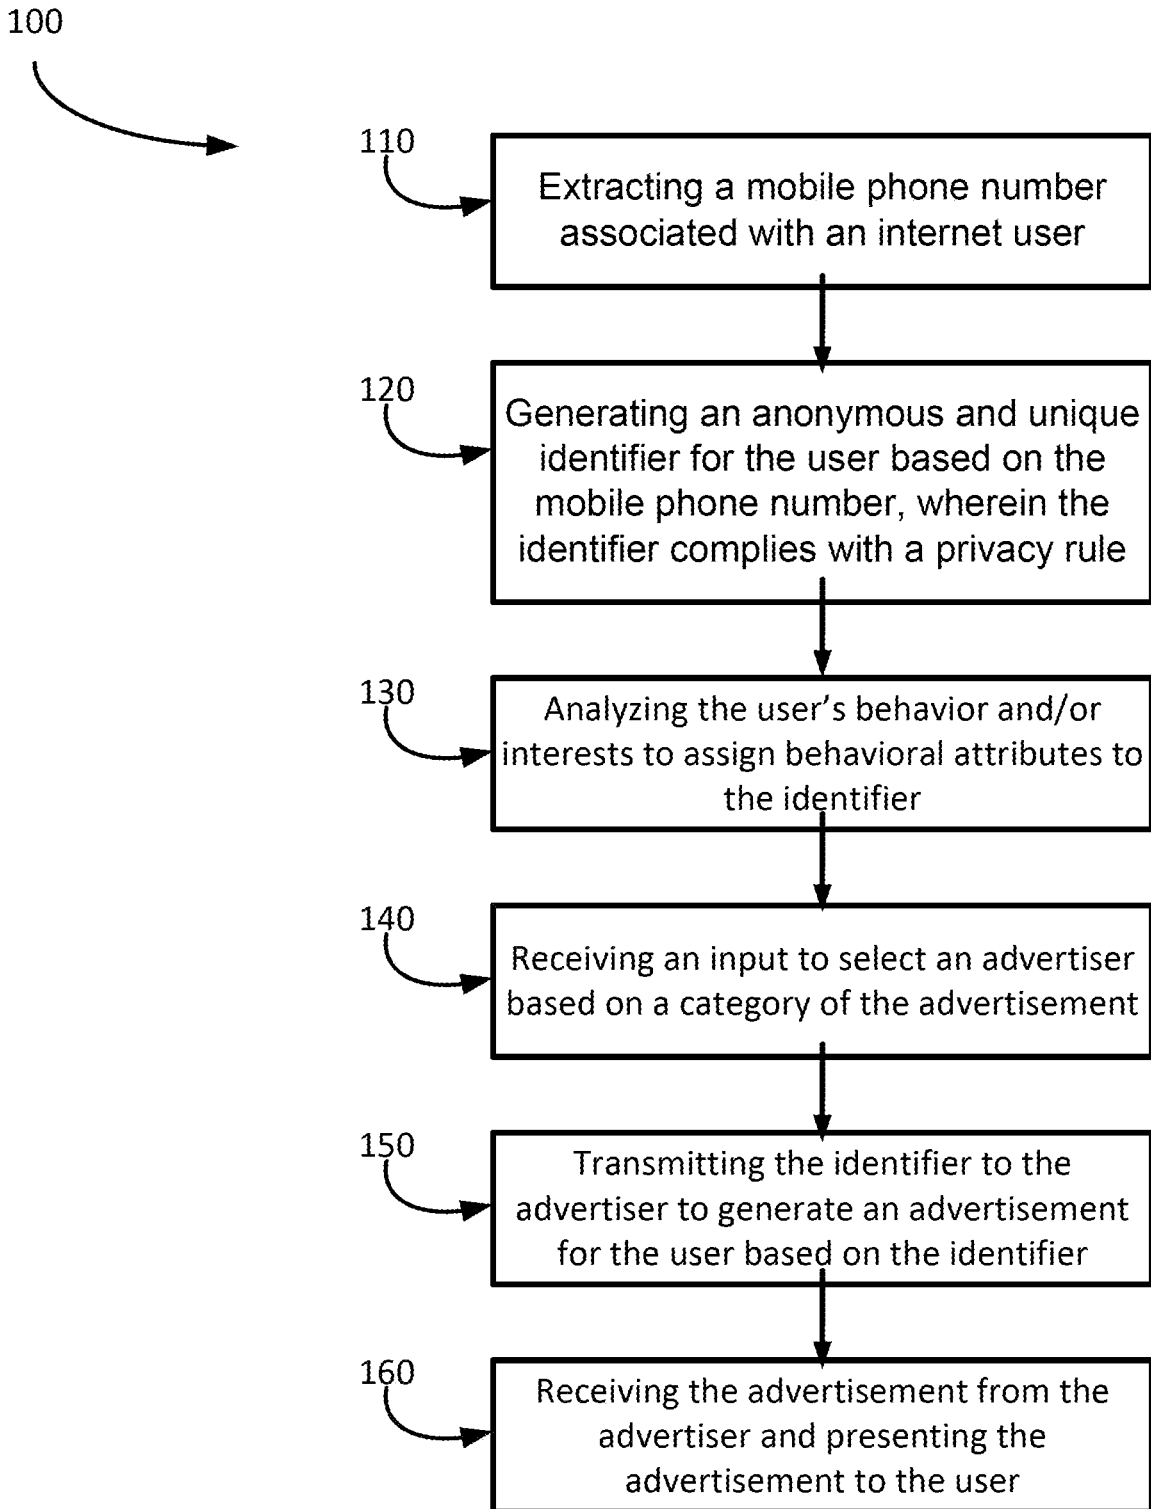 100
110
Extracting a mobile phone number
associated with an internet user
120
Generating an anonymous and unique
identifier for the user based on the
mobile phone number, wherein the
identifier complies with a privacy rule
130
Analyzing the user's behavior and/or
interests to assign behavioral attributes to
the identifier
140
Receiving an input to select an advertiser
based on a category of the advertisement
150
Transmitting the identifier to the
advertiser to generate an advertisement
for the user based on the identifier
160
Receiving the advertisement from the
advertiser and presenting the
advertisement to the user